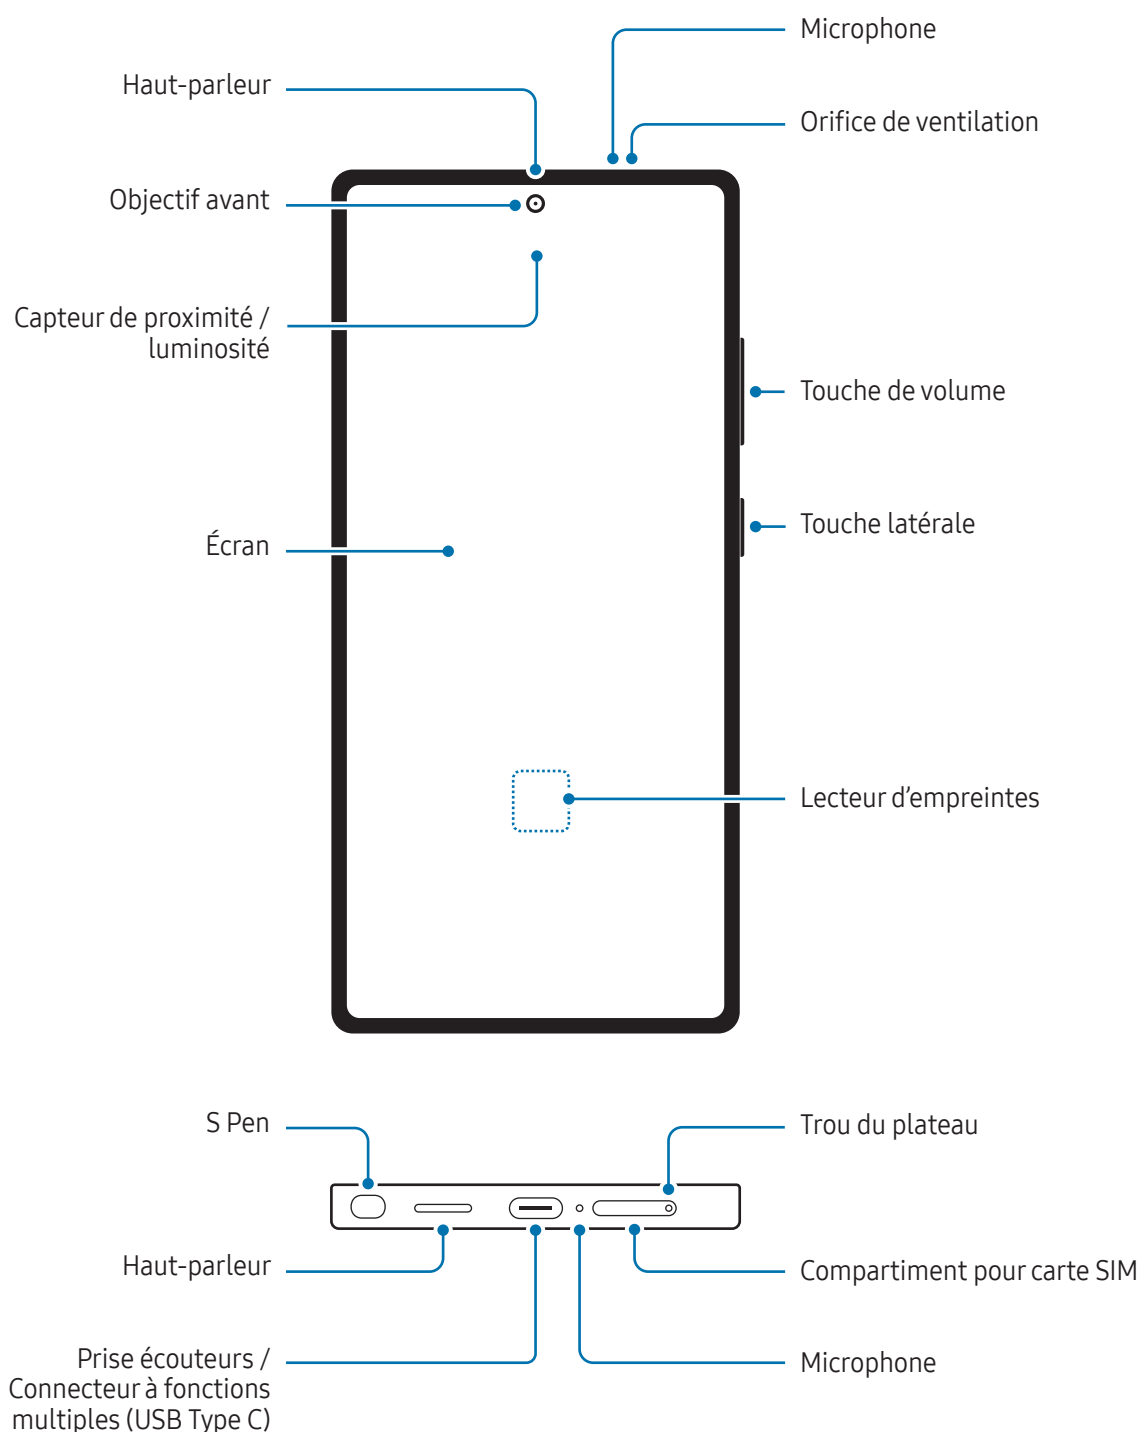 Microphone
Haut-parleur
Orifice de ventilation
Objectif avant
Capteur de proximité /
luminosité
Touche de volume
Touche latérale
Écran
Lecteur d’empreintes
S Pen
Trou du plateau
Haut-parleur
Compartiment pour carte SIM
Prise écouteurs /
Connecteur à fonctions
multiples (USB Type C)
Microphone